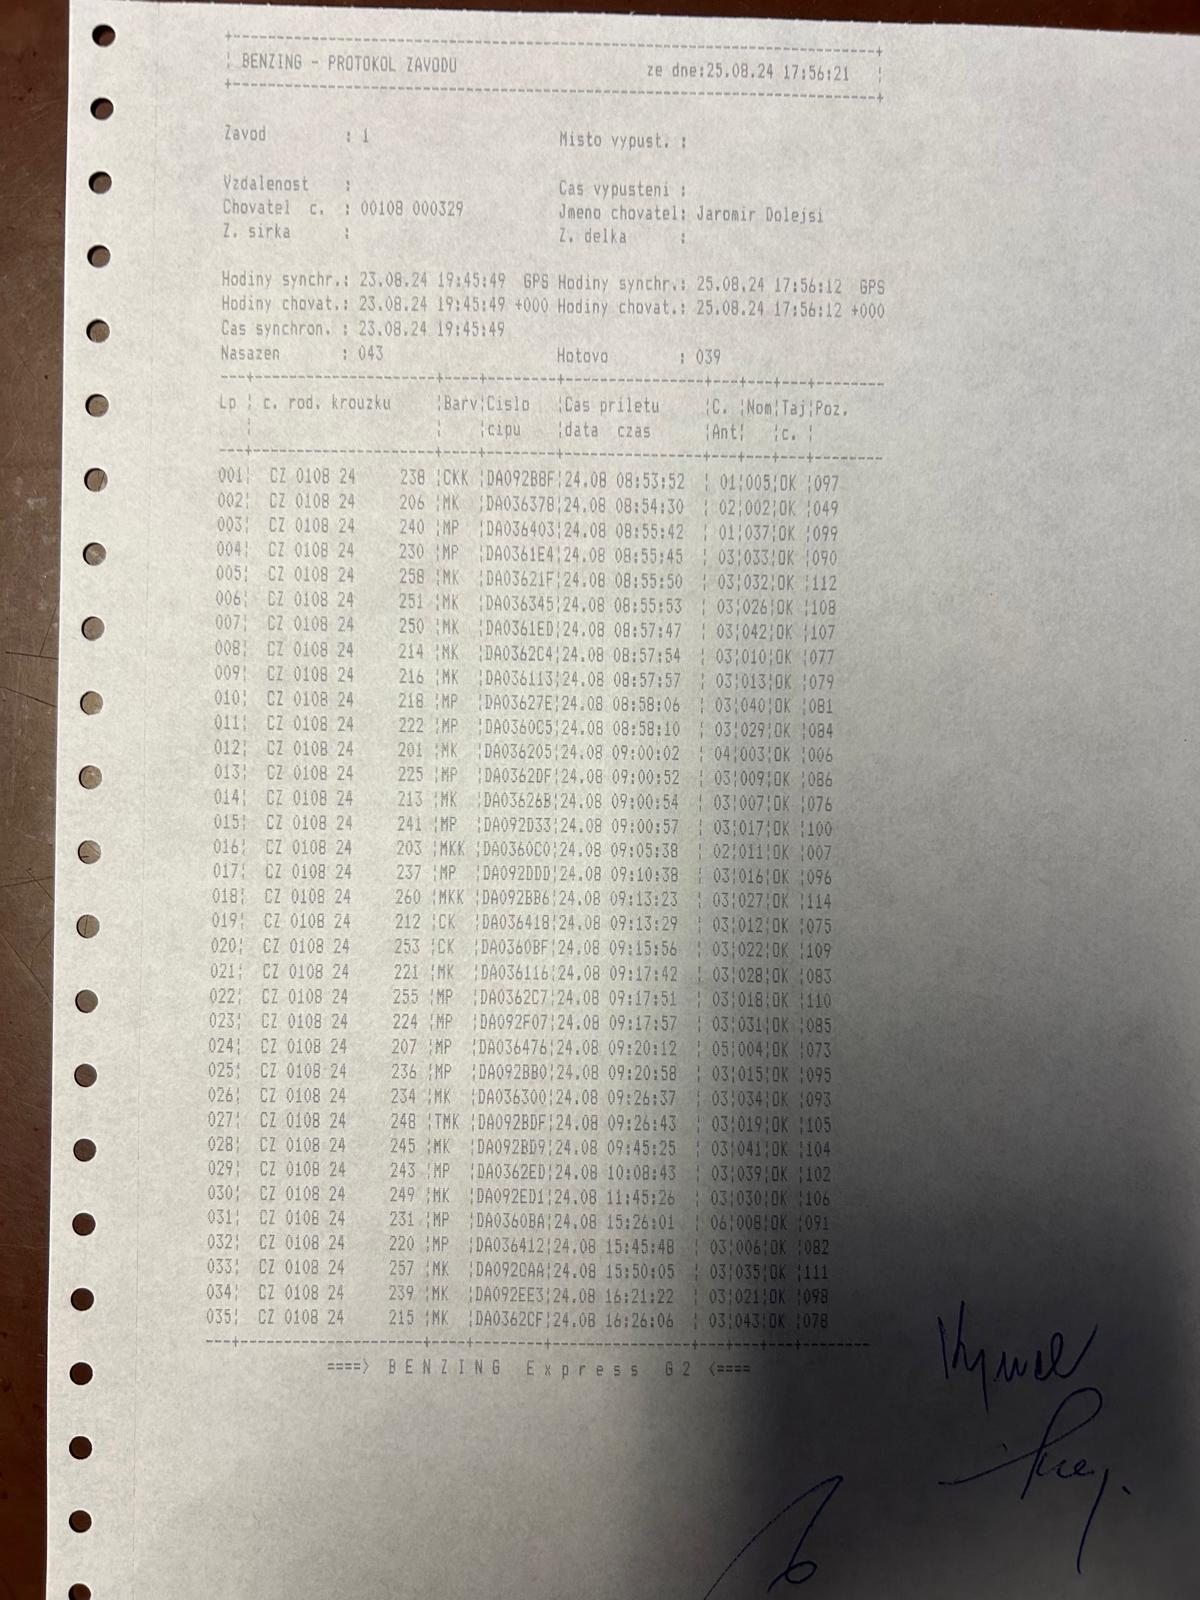 BENZING - PROTOKOL ZAVODU ze dne:25.08.24 17:56:21
Zavod : 1 Misto vypust. :
Vzdalenost : Cas vypusteni :
Chovatel c. : 00108 000329 Jmeno chovatel: Jaromir Dolejsi
Z. sirka : Z. delka :
Hodiny synchr.: 23.08.24 19:45:49 GPS Hodiny synchr.: 25.08.24 17:56:12 GPS
Hodiny chovat.: 23.08.24 19:45:49 +000 Hodiny chovat.: 25.08.24 17:56:12 +000
Cas synchron. : 23.08.24 19:45:49
Nasazen : 043 Hotovo : 039
Lp ¦ c. rod. krouzku ¦Barv¦Cislo ¦Cas priletu ¦C. ¦Nom¦Taj¦Poz.
¦ ¦ ¦cipu ¦data czas ¦Ant¦ ¦c. ¦
001¦ CZ 0108 24 238 ¦CKK ¦DA092B8F¦24.08 08:53:52 ¦ 01¦005¦OK ¦097
002¦ CZ 0108 24 206 ¦MK ¦DA036378¦24.08 08:54:30 ¦ 02¦002¦OK ¦049
003¦ CZ 0108 24 240 ¦MP ¦DA036403¦24.08 08:55:42 ¦ 01¦037¦OK ¦099
004¦ CZ 0108 24 230 ¦MP ¦DA0361E4¦24.08 08:55:45 ¦ 03¦033¦OK ¦090
005¦ CZ 0108 24 258 ¦MK ¦DA03621F¦24.08 08:55:50 ¦ 03¦032¦OK ¦112
006¦ CZ 0108 24 251 ¦MK ¦DA036345¦24.08 08:55:53 ¦ 03¦026¦OK ¦108
007¦ CZ 0108 24 250 ¦MK ¦DA0361ED¦24.08 08:57:47 ¦ 03¦042¦OK ¦107
008¦ CZ 0108 24 214 ¦MK ¦DA0362C4¦24.08 08:57:54 ¦ 03¦010¦OK ¦077
009¦ CZ 0108 24 216 ¦MK ¦DA036113¦24.08 08:57:57 ¦ 03¦013¦OK ¦079
010¦ CZ 0108 24 218 ¦MP ¦DA03627E¦24.08 08:58:06 ¦ 03¦040¦OK ¦081
011¦ CZ 0108 24 222 ¦MP ¦DA0360C5¦24.08 08:58:10 ¦ 03¦029¦OK ¦084
012¦ CZ 0108 24 201 ¦MK ¦DA036205¦24.08 09:00:02 ¦ 04¦003¦OK ¦006
013¦ CZ 0108 24 225 ¦MP ¦DA0362DF¦24.08 09:00:52 ¦ 03¦009¦OK ¦086
014¦ CZ 0108 24 213 ¦MK ¦DA03626B¦24.08 09:00:54 ¦ 03¦007¦OK ¦076
015¦ CZ 0108 24 241 ¦MP ¦DA092D33¦24.08 09:00:57 ¦ 03¦017¦OK ¦100
016¦ CZ 0108 24 203 ¦MKK ¦DA0360C0¦24.08 09:05:38 ¦ 02¦011¦OK ¦007
017¦ CZ 0108 24 237 ¦MP ¦DA092DDD¦24.08 09:10:38 ¦ 03¦016¦OK ¦096
018¦ CZ 0108 24 260 ¦MKK ¦DA092BB6¦24.08 09:13:23 ¦ 03¦027¦OK ¦114
019¦ CZ 0108 24 212 ¦CK ¦DA036418¦24.08 09:13:29 ¦ 03¦012¦OK ¦075
020¦ CZ 0108 24 253 ¦CK ¦DA0360BF¦24.08 09:15:56 ¦ 03¦022¦OK ¦109
021¦ CZ 0108 24 221 ¦MK ¦DA036116¦24.08 09:17:42 ¦ 03¦028¦OK ¦083
022¦ CZ 0108 24 255 ¦MP ¦DA0362C7¦24.08 09:17:51 ¦ 03¦018¦OK ¦110
023¦ CZ 0108 24 224 ¦MP ¦DA092F07¦24.08 09:17:57 ¦ 03¦031¦OK ¦085
024¦ CZ 0108 24 207 ¦MP ¦DA036476¦24.08 09:20:12 ¦ 05¦004¦OK ¦073
025¦ CZ 0108 24 236 ¦MP ¦DA092BB0¦24.08 09:20:58 ¦ 03¦015¦OK ¦095
026¦ CZ 0108 24 234 ¦MK ¦DA036300¦24.08 09:26:37 ¦ 03¦034¦OK ¦093
027¦ CZ 0108 24 248 ¦TMK ¦DA092BDF¦24.08 09:26:43 ¦ 03¦019¦OK ¦105
028¦ CZ 0108 24 245 ¦MK ¦DA092BD9¦24.08 09:45:25 ¦ 03¦041¦OK ¦104
029¦ CZ 0108 24 243 ¦MP ¦DA0362ED¦24.08 10:08:43 ¦ 03¦039¦OK ¦102
030¦ CZ 0108 24 249 ¦MK ¦DA092ED1¦24.08 11:45:26 ¦ 03¦030¦OK ¦106
031¦ CZ 0108 24 231 ¦MP ¦DA0360BA¦24.08 15:26:01 ¦ 06¦008¦OK ¦091
032¦ CZ 0108 24 220 ¦MP ¦DA036412¦24.08 15:45:48 ¦ 03¦006¦OK ¦082
033¦ CZ 0108 24 257 ¦MK ¦DA092CAA¦24.08 15:50:05 ¦ 03¦035¦OK ¦111
034¦ CZ 0108 24 239 ¦MK ¦DA092EE3¦24.08 16:21:22 ¦ 03¦021¦OK ¦098
035¦ CZ 0108 24 215 ¦MK ¦DA0362CF¦24.08 16:26:06 ¦ 03¦043¦OK ¦078
====> B E N Z I N G E x p r e s s G 2 <====